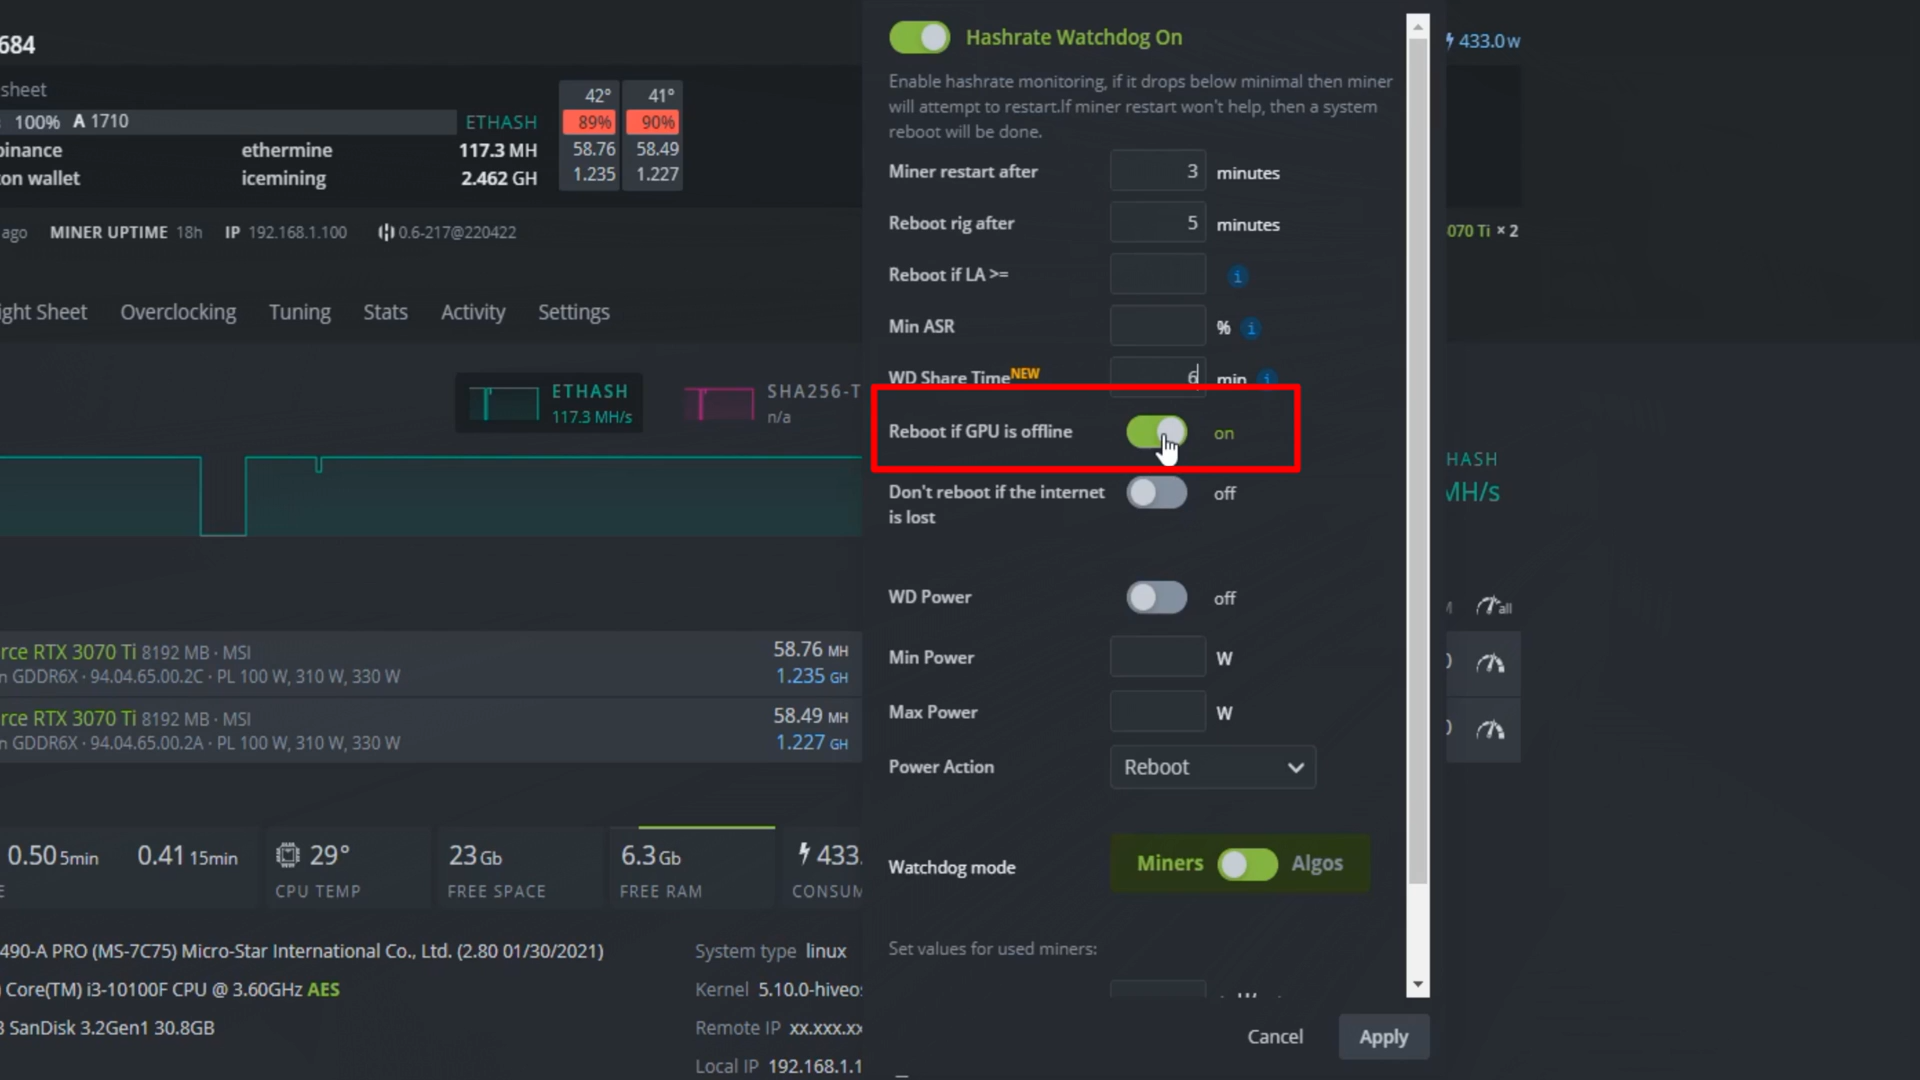 684
sheet
100% A 1710 ETHASH
binance ethermine 117.3 MH
on wallet icemining 2.462 GH
42° 41°
89% 90%
58.76 58.49
1.235 1.227
ago MINER UPTIME 18h IP 192.168.1.100 0.6-217@220422
ght Sheet Overclocking Tuning Stats Activity Settings
ETHASH
117.3 MH/s
SHA256-T
n/a
rce RTX 3070 Ti 8192 MB · MSI
n GDDR6X · 94.04.65.00.2C · PL 100 W, 310 W, 330 W
58.76 MH
1.235 GH
rce RTX 3070 Ti 8192 MB · MSI
n GDDR6X · 94.04.65.00.2A · PL 100 W, 310 W, 330 W
58.49 MH
1.227 GH
0.50 5min 0.41 15min
29°
CPU TEMP
23 Gb
FREE SPACE
6.3 Gb
FREE RAM
433.
CONSUM
490-A PRO (MS-7C75) Micro-Star International Co., Ltd. (2.80 01/30/2021)
Core(TM) i3-10100F CPU @ 3.60GHz AES
SanDisk 3.2Gen1 30.8GB
System type linux
Kernel 5.10.0-hiveos
Remote IP xx.xxx.xx
Local IP 192.168.1.1
Hashrate Watchdog On
Enable hashrate monitoring, if it drops below minimal then miner
will attempt to restart.If miner restart won't help, then a system
reboot will be done.
Miner restart after 3 minutes
Reboot rig after 5 minutes
Reboot if LA >= i
Min ASR % i
WD Share Time NEW 6 min i
Reboot if GPU is offline on
Don't reboot if the internet
is lost
off
WD Power off
Min Power W
Max Power W
Power Action Reboot
Watchdog mode Miners Algos
Set values for used miners:
Cancel Apply
433.0 w
070 Ti × 2
HASH
MH/s
all